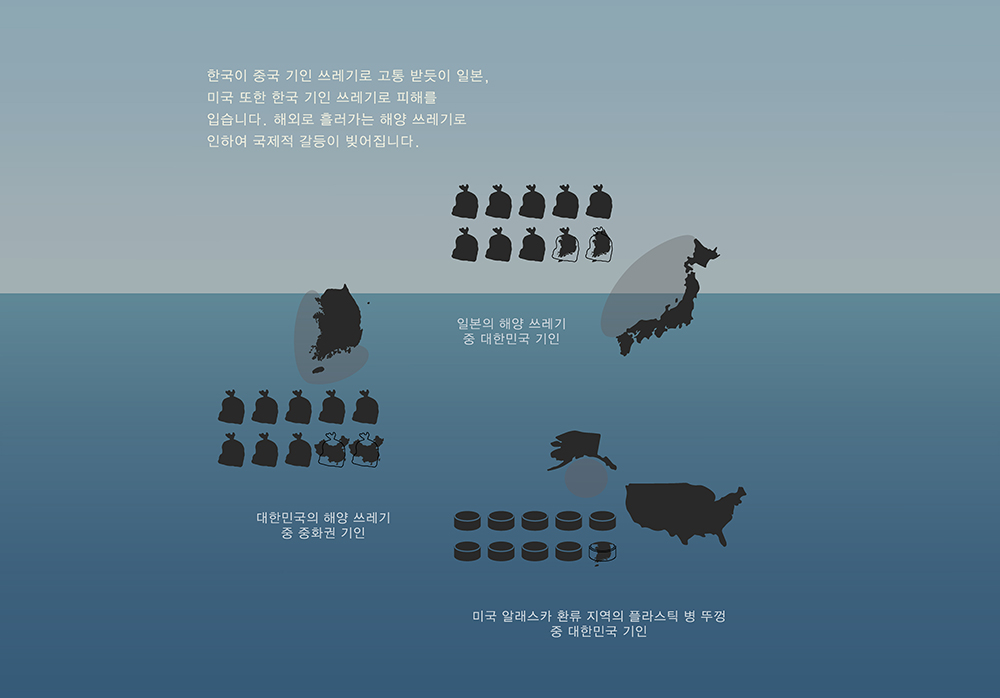 한국이 중국 기인 쓰레기로 고통 받듯이 일본,
미국 또한 한국 기인 쓰레기로 피해를
입습니다. 해외로 흘러가는 해양 쓰레기로
인하여 국제적 갈등이 빚어집니다.
일본의 해양 쓰레기
중 대한민국 기인
대한민국의 해양 쓰레기
중 중화권 기인
미국 알래스카 환류 지역의 플라스틱 병 뚜껑
중 대한민국 기인